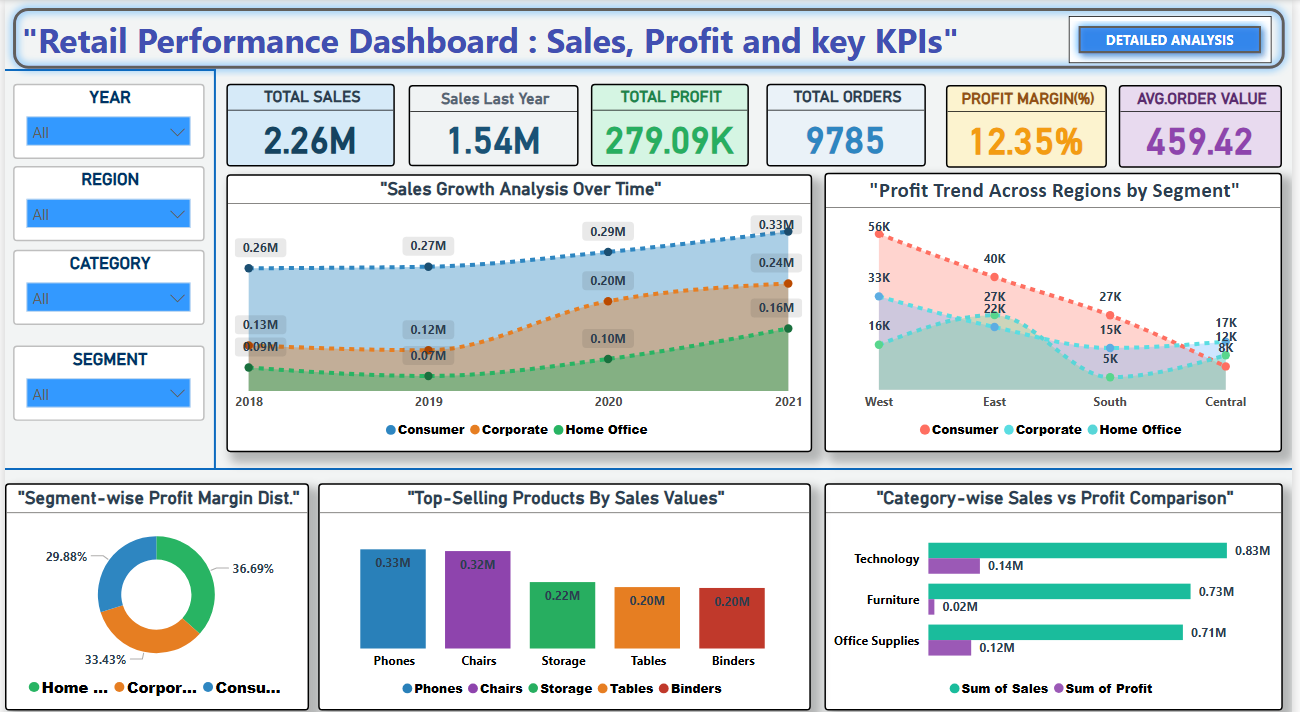 "Retail Performance Dashboard : Sales, Profit and key KPIs"
DETAILED ANALYSIS
YEAR
All
REGION
All
CATEGORY
All
SEGMENT
All
TOTAL SALES
2.26M
Sales Last Year
1.54M
TOTAL PROFIT
279.09K
TOTAL ORDERS
9785
PROFIT MARGIN(%)
12.35%
AVG.ORDER VALUE
459.42
"Sales Growth Analysis Over Time"
0.26M
0.27M
0.29M
0.33M
0.13M
0.12M
0.20M
0.24M
0.09M
0.07M
0.10M
0.16M
2018
2019
2020
2021
Consumer Corporate Home Office
"Profit Trend Across Regions by Segment"
56K
40K
27K
33K
27K
22K
16K
15K
5K
17K
12K
8K
West
East
South
Central
Consumer Corporate Home Office
"Segment-wise Profit Margin Dist."
29.88%
36.69%
33.43%
Home ... Corpor... Consu...
"Top-Selling Products By Sales Values"
0.33M
0.32M
0.22M
0.20M
0.20M
Phones
Chairs
Storage
Tables
Binders
Phones Chairs Storage Tables Binders
"Category-wise Sales vs Profit Comparison"
Technology
0.83M
0.14M
Furniture
0.73M
0.02M
Office Supplies
0.71M
0.12M
Sum of Sales Sum of Profit